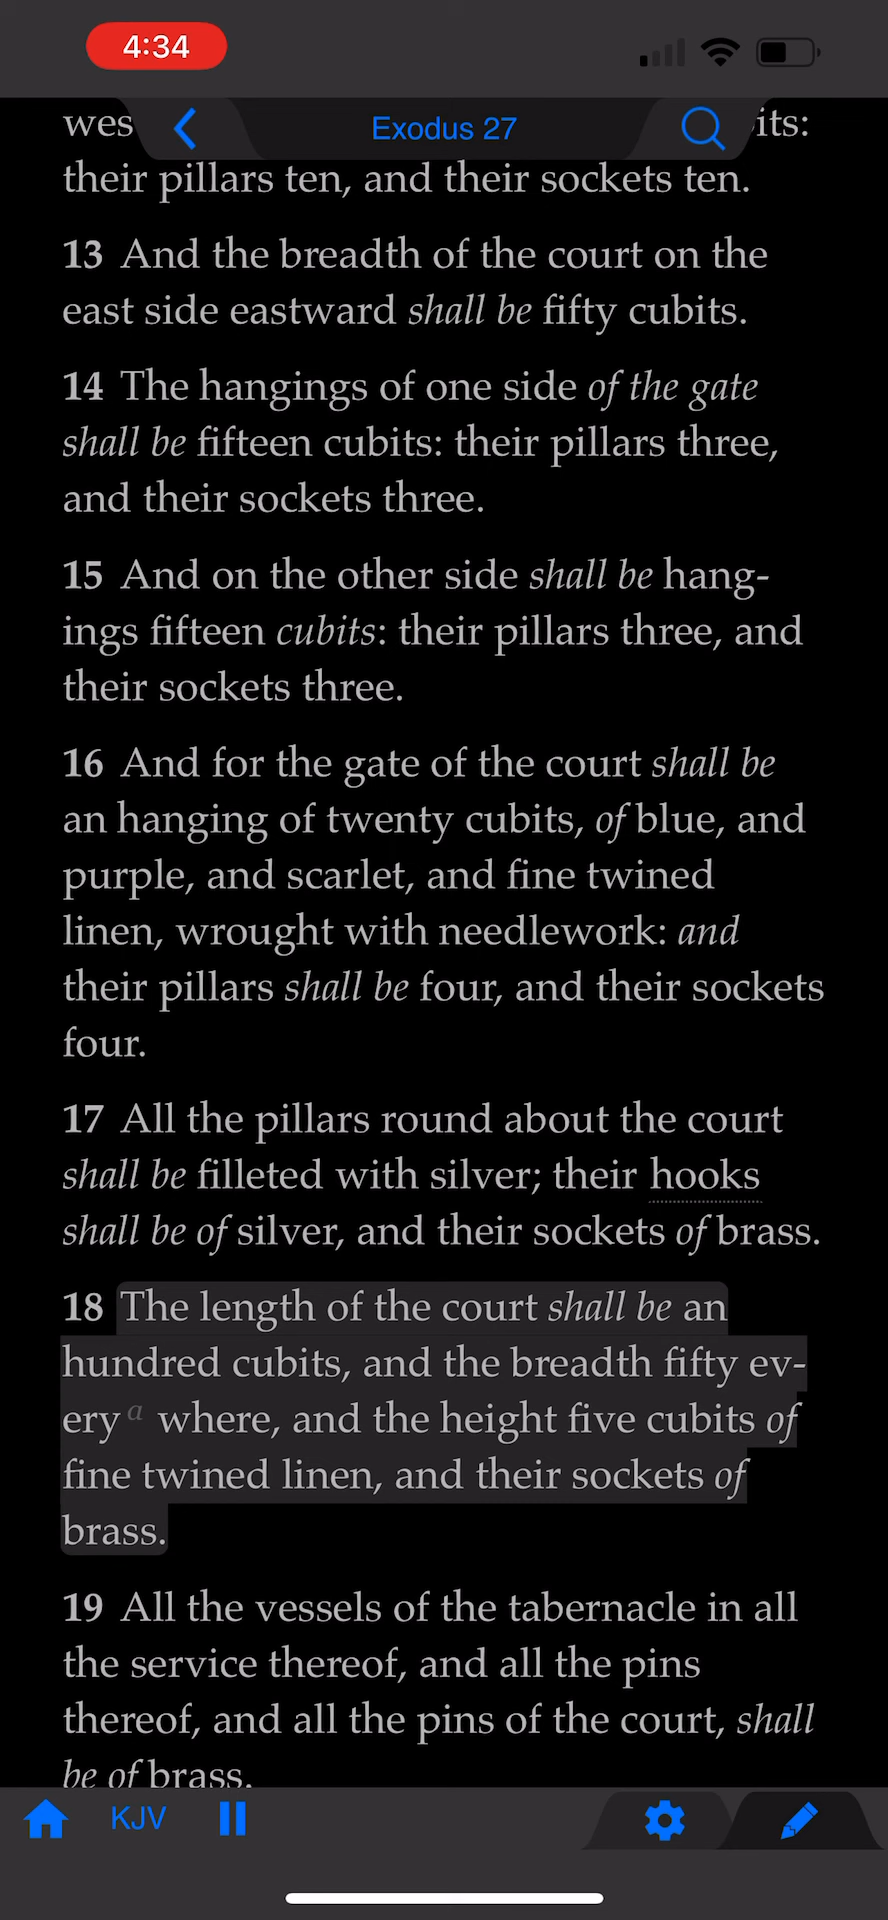 4:34
wes
Exodus 27
its:
their pillars ten, and their sockets ten.
13 And the breadth of the court on the
east side eastward shall be fifty cubits.
14 The hangings of one side of the gate
shall be fifteen cubits: their pillars three,
and their sockets three.
15 And on the other side shall be hang-
ings fifteen cubits: their pillars three, and
their sockets three.
16 And for the gate of the court shall be
an hanging of twenty cubits, of blue, and
purple, and scarlet, and fine twined
linen, wrought with needlework: and
their pillars shall be four, and their sockets
four.
17 All the pillars round about the court
shall be filleted with silver; their hooks
shall be of silver, and their sockets of brass.
18 The length of the court shall be an
hundred cubits, and the breadth fifty ev-
ery a where, and the height five cubits of
fine twined linen, and their sockets of
brass.
19 All the vessels of the tabernacle in all
the service thereof, and all the pins
thereof, and all the pins of the court, shall
be of brass.
KJV